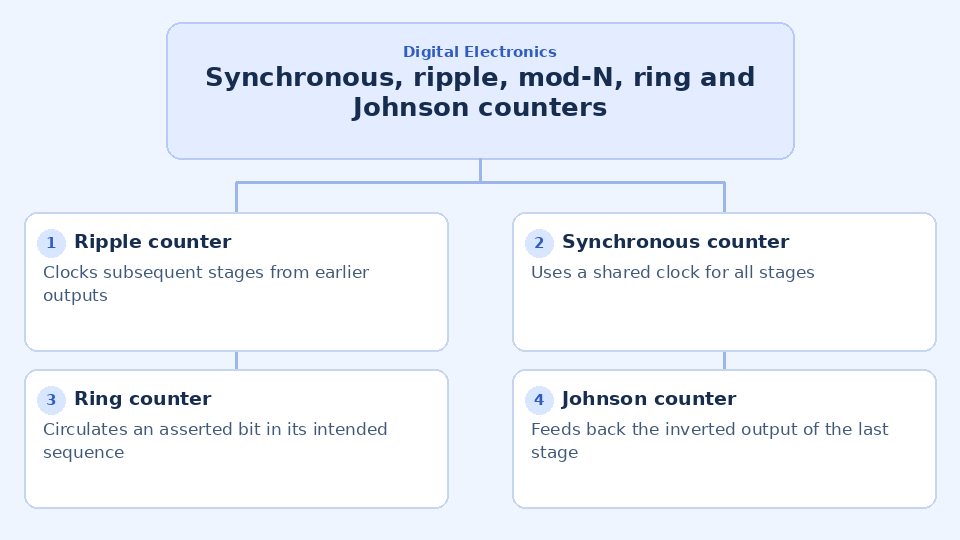 Digital Electronics
Synchronous, ripple, mod-N, ring and
Johnson counters
1 Ripple counter
Clocks subsequent stages from earlier
outputs
2 Synchronous counter
Uses a shared clock for all stages
3 Ring counter
Circulates an asserted bit in its intended
sequence
4 Johnson counter
Feeds back the inverted output of the last
stage